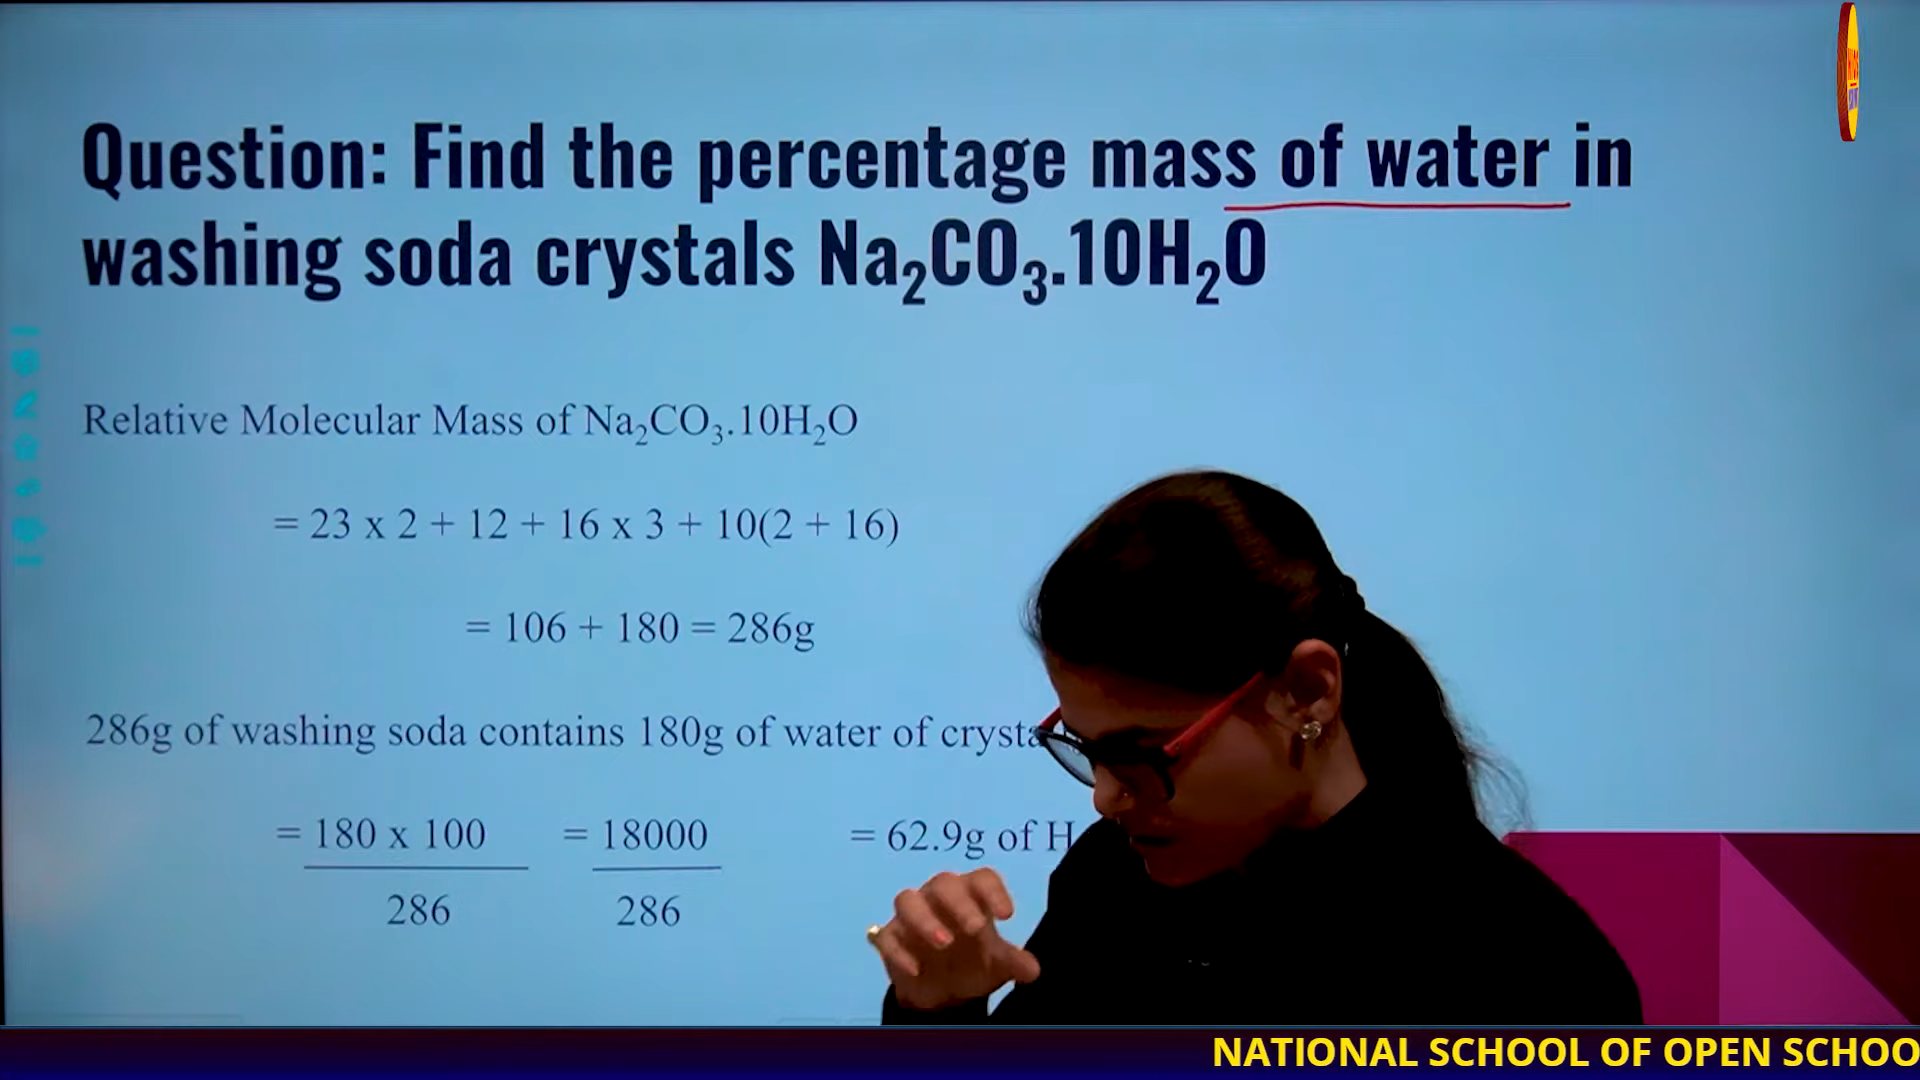 Question: Find the percentage mass of water in
washing soda crystals Na₂CO₃.10H₂O
Relative Molecular Mass of Na₂CO₃.10H₂O
= 23 x 2 + 12 + 16 x 3 + 10(2 + 16)
= 106 + 180 = 286g
286g of washing soda contains 180g of water of
= 180 x 100 = 18000 = 62.9g of H
286 286
NATIONAL SCHOOL OF OPEN SCHOO